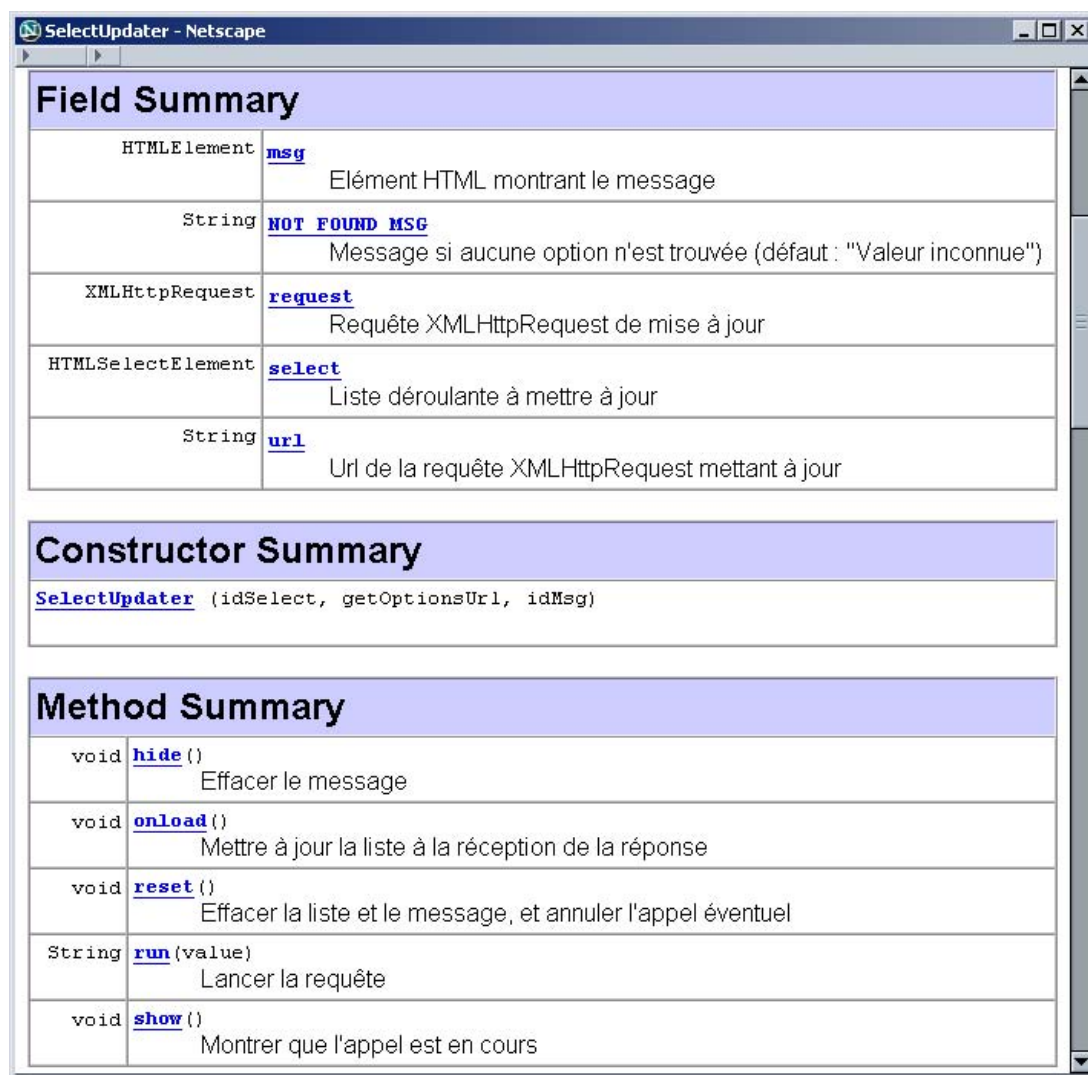 SelectUpdater - Netscape
Field Summary
HTMLElement msg
Elément HTML montrant le message
String NOT FOUND MSG
Message si aucune option n'est trouvée (défaut : "Valeur inconnue")
XMLHttpRequest request
Requête XMLHttpRequest de mise à jour
HTMLSelectElement select
Liste déroulante à mettre à jour
String url
Url de la requête XMLHttpRequest mettant à jour
Constructor Summary
SelectUpdater (idSelect, getOptionsUrl, idMsg)
Method Summary
void hide()
Effacer le message
void onload()
Mettre à jour la liste à la réception de la réponse
void reset()
Effacer la liste et le message, et annuler l'appel éventuel
String run(value)
Lancer la requête
void show()
Montrer que l'appel est en cours